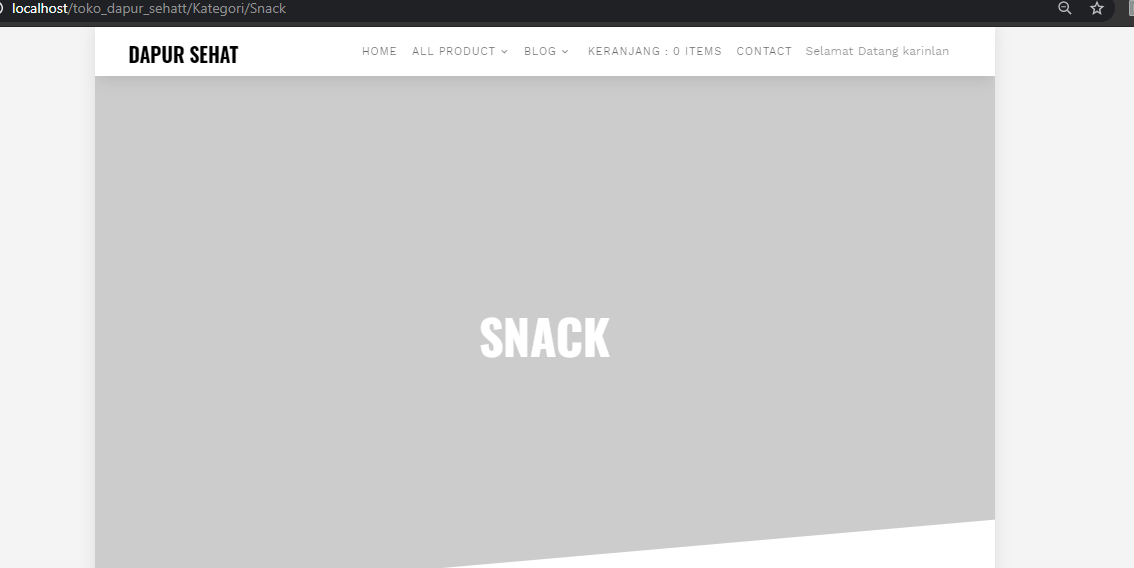 localhost/toko_dapur_sehatt/Kategori/Snack
DAPUR SEHAT HOME ALL PRODUCT BLOG KERANJANG : 0 ITEMS CONTACT Selamat Datang karinlan
SNACK